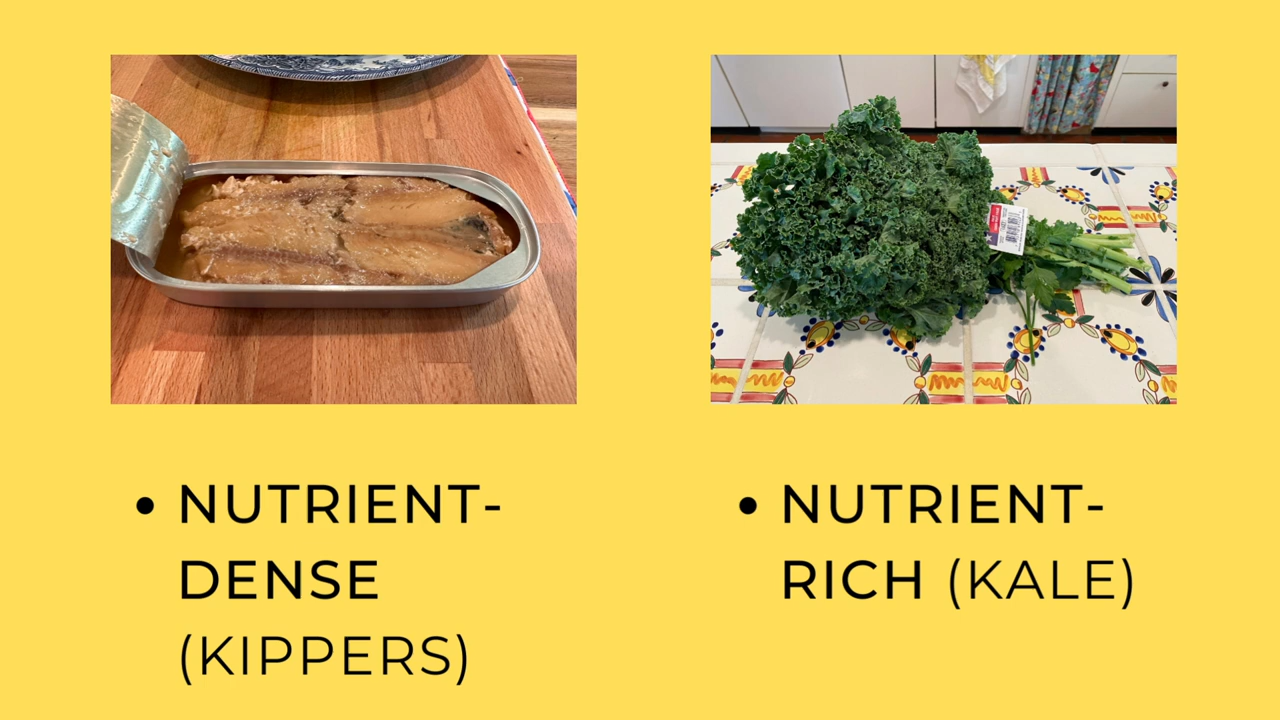 • NUTRIENT-
DENSE
(KIPPERS)
• NUTRIENT-
RICH (KALE)